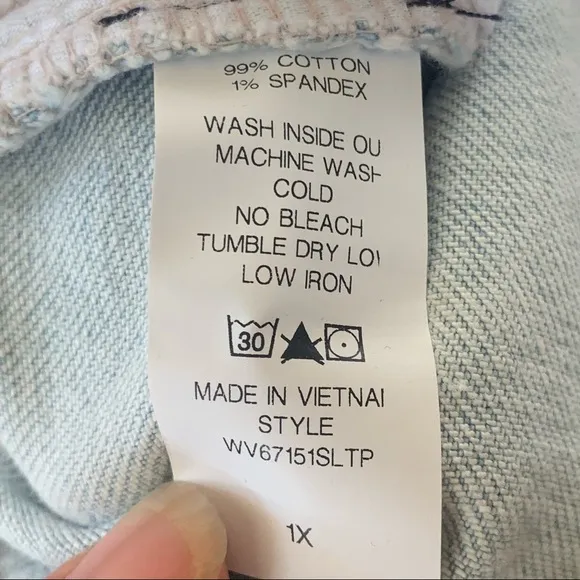 99% COTTON
1% SPANDEX
WASH INSIDE OU
MACHINE WASH
COLD
NO BLEACH
TUMBLE DRY LO
LOW IRON
30
MADE IN VIETNA
STYLE
WV67151SLTP
1X